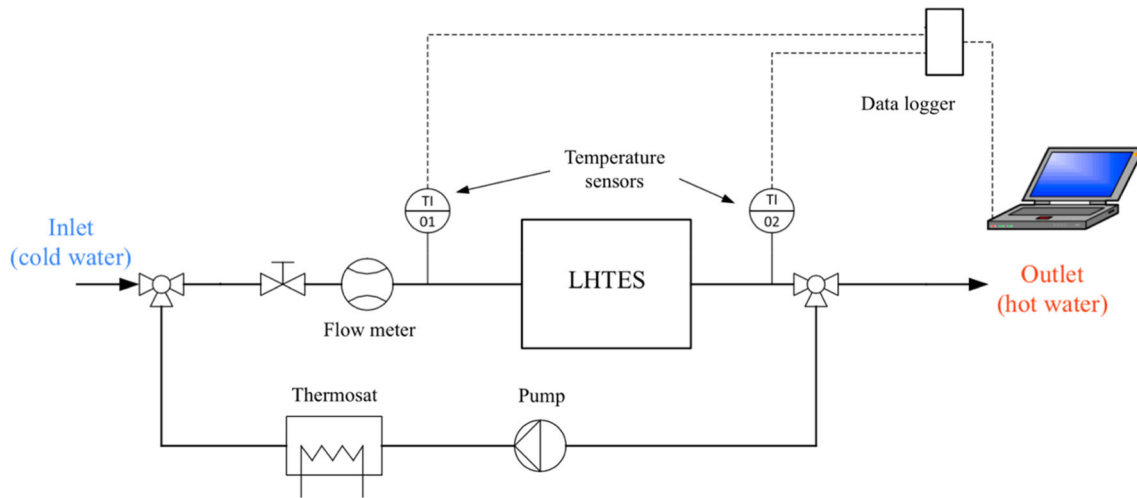 Data logger
Temperature
sensors
TI
01
TI
02
Inlet
(cold water)
LHTES
Outlet
(hot water)
Flow meter
Thermosat
Pump